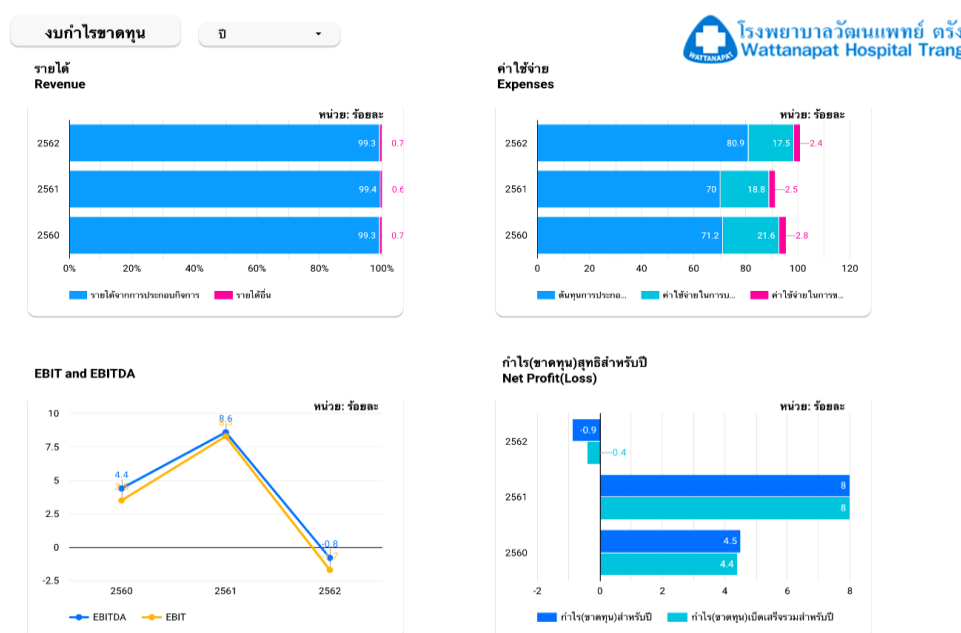 งบกำไรขาดทุน
ปี
โรงพยาบาลวัฒนแพทย์ ตรัง
Wattanapat Hospital Trang
WATTANAPAT
รายได้
Revenue
หน่วย: ร้อยละ
2562
99.3
0.7
2561
99.4
0.6
2560
99.3
0.7
0%
20%
40%
60%
80%
100%
รายได้จากการประกอบกิจการ
รายได้อื่น
ค่าใช้จ่าย
Expenses
หน่วย: ร้อยละ
2562
80.9
17.5
2.4
2561
70
18.8
2.5
2560
71.2
21.6
2.8
0
20
40
60
80
100
120
ต้นทุนการประกอ...
ค่าใช้จ่ายในการบ...
ค่าใช้จ่ายในการข...
EBIT and EBITDA
หน่วย: ร้อยละ
10
7.5
5
2.5
0
-2.5
4.4
8.6
-0.8
2560
2561
2562
EBITDA
EBIT
กำไร(ขาดทุน)สุทธิสำหรับปี
Net Profit(Loss)
หน่วย: ร้อยละ
2562
-0.9
-0.4
2561
8
8
2560
4.5
4.4
-2
0
2
4
6
8
กำไร(ขาดทุน)สำหรับปี
กำไร(ขาดทุน)เบ็ดเสร็จรวมสำหรับปี